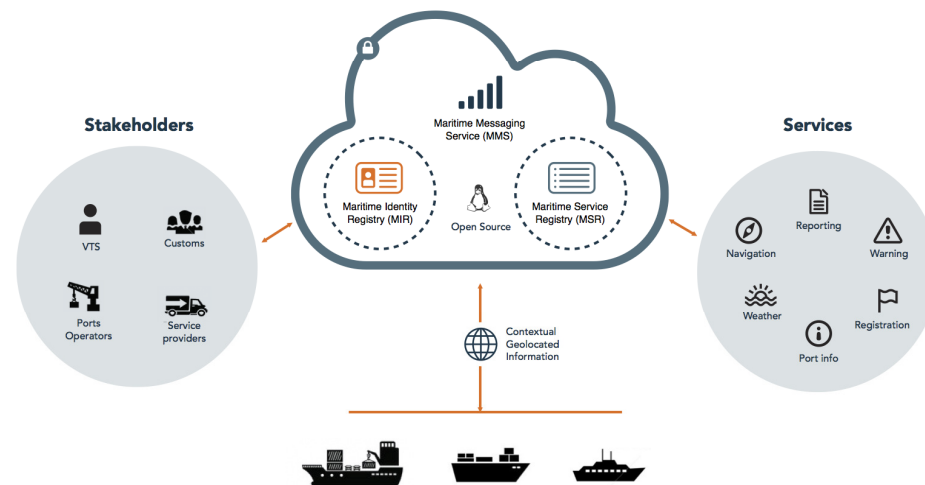 Stakeholders
VTS
Customs
Ports
Operators
Service
providers
Maritime Messaging
Service (MMS)
Maritime Identity
Registry (MIR)
Open Source
Maritime Service
Registry (MSR)
Contextual
Geolocated
Information
Services
Reporting
Navigation
Warning
Weather
Registration
Port info